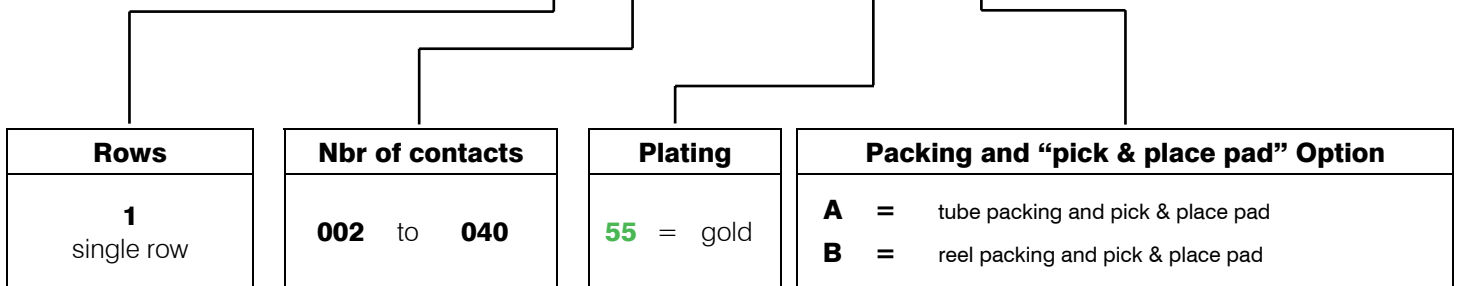 Rows
1
single row
Nbr of contacts
002 to 040
Plating
55 = gold
Packing and “pick & place pad” Option
A = tube packing and pick & place pad
B = reel packing and pick & place pad